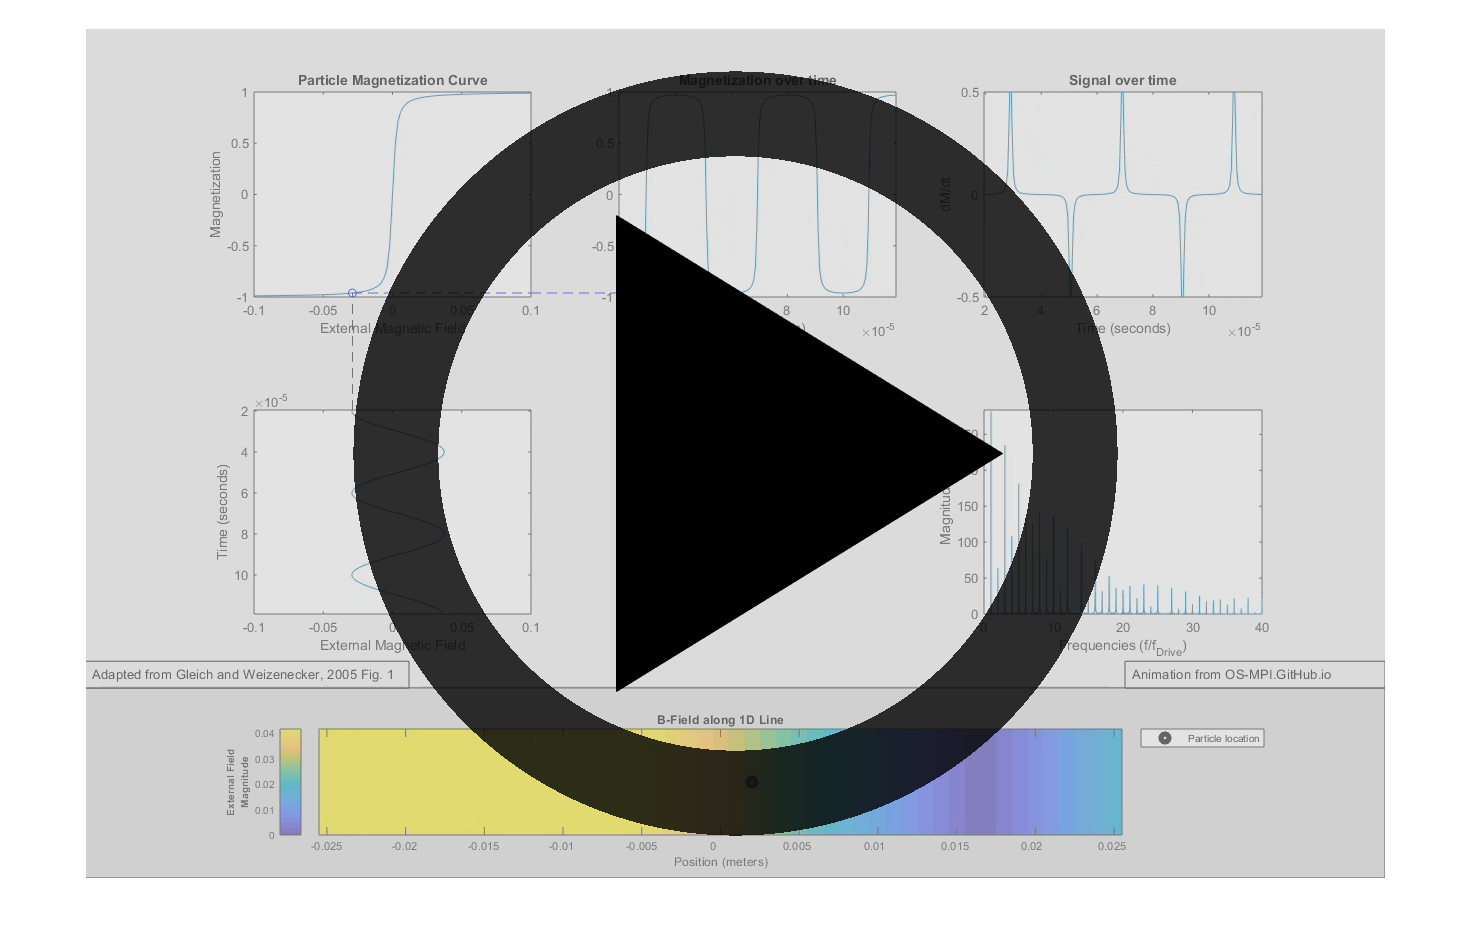 Particle Magnetization Curve
1
0.5
0
-0.5
-1
Magnetization
-0.1 -0.05 0 0.05 0.1
External Magnetic Field
Magnetization over time
1
0.5
0
-0.5
-1
8 10
×10-5
Signal over time
0.5
0
-0.5
dM/dt
2 4 6 8 10
Time (seconds)
×10-5
×10-5
2
4
6
8
10
Time (seconds)
-0.1 -0.05 0 0.05 0.1
External Magnetic Field
150
100
50
0
0 10 20 30 40
Frequencies (f/fDrive)
Adapted from Gleich and Weizenecker, 2005 Fig. 1
Animation from OS-MPI.GitHub.io
B-Field along 1D Line
External Field
Magnitude
0.04
0.03
0.02
0.01
0
-0.025 -0.02 -0.015 -0.01 -0.005 0 0.005 0.01 0.015 0.02 0.025
Position (meters)
Particle location